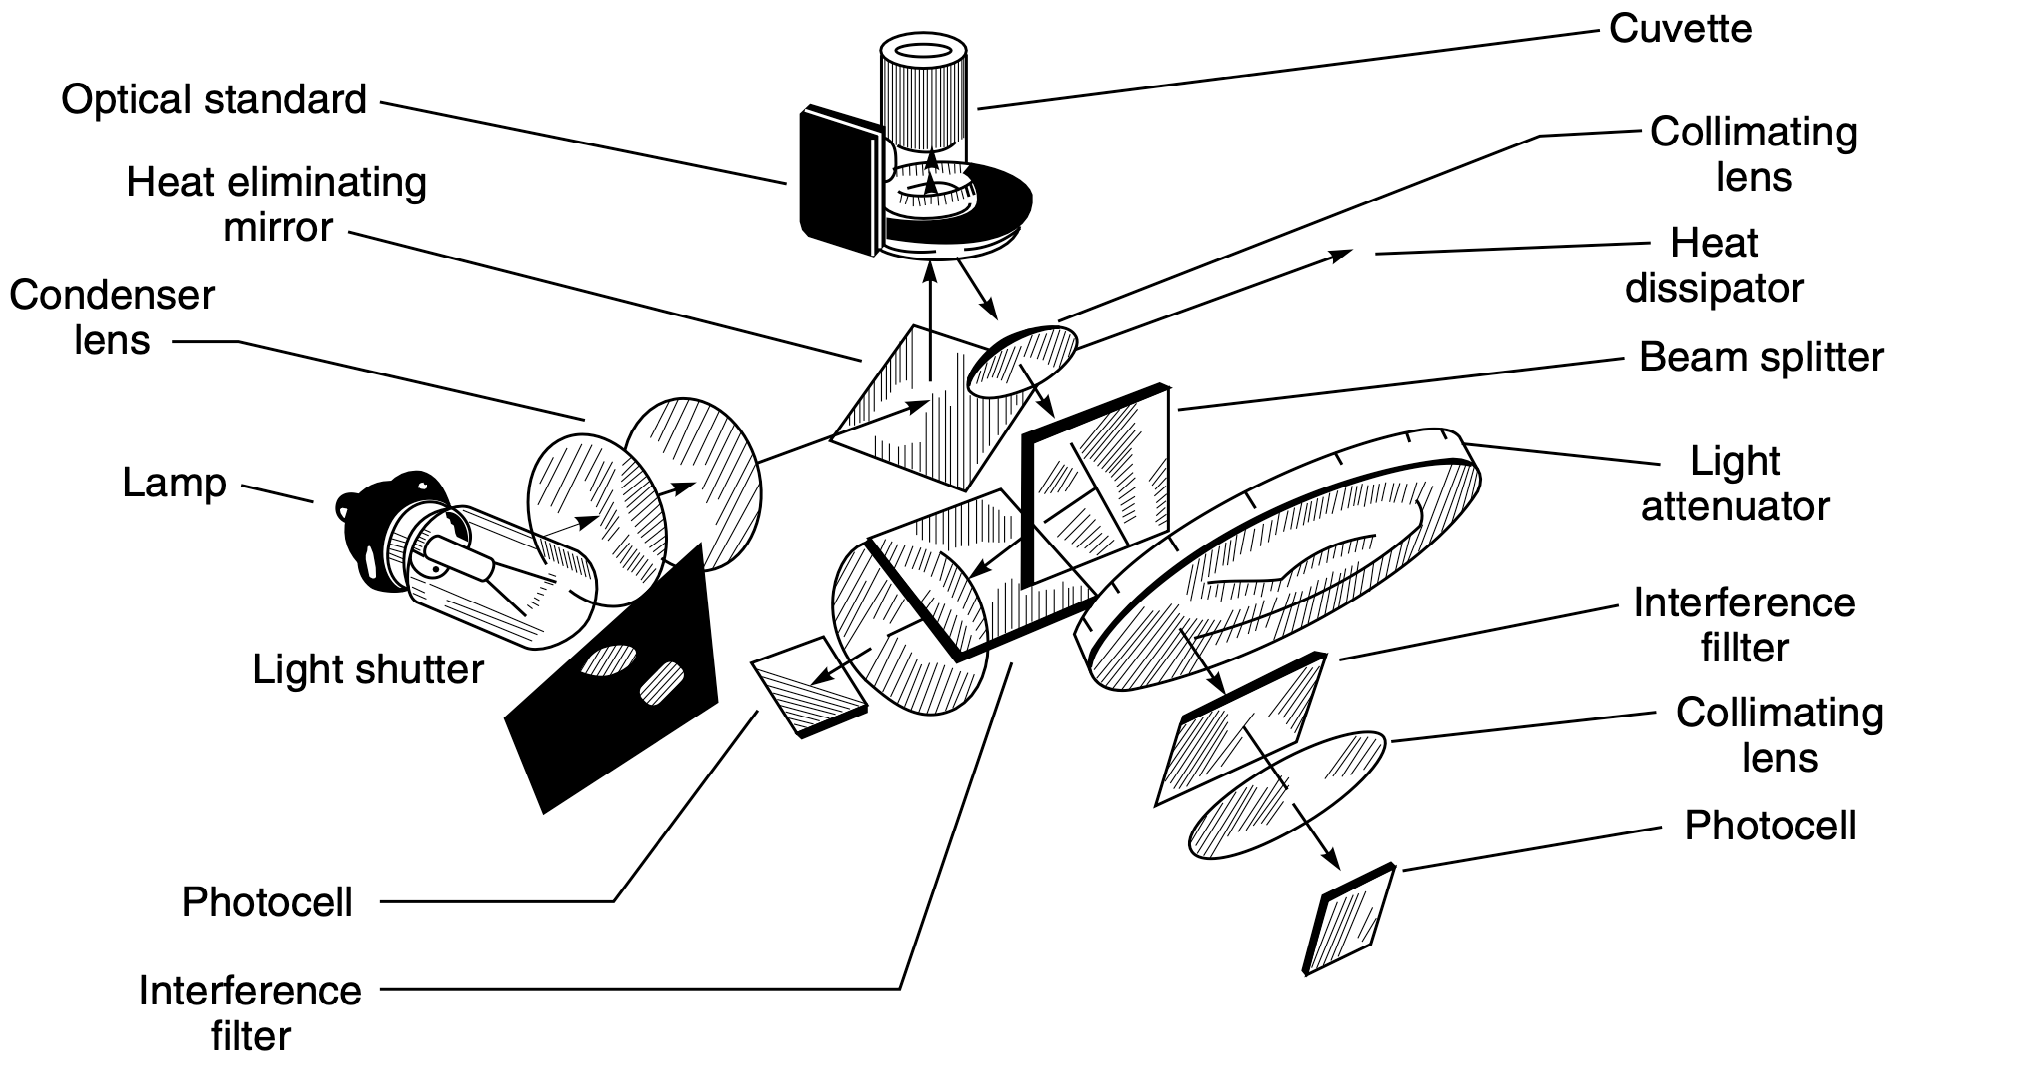 Cuvette
Optical standard
Collimating
lens
Heat eliminating
mirror
Heat
dissipator
Condenser
lens
Beam splitter
Lamp
Light
attenuator
Interference
fillter
Light shutter
Collimating
lens
Photocell
Photocell
Interference
filter